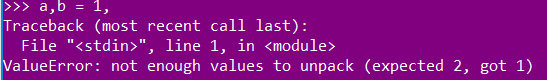 >>> a,b = 1,
Traceback (most recent call last):
  File "<stdin>", line 1, in <module>
ValueError: not enough values to unpack (expected 2, got 1)